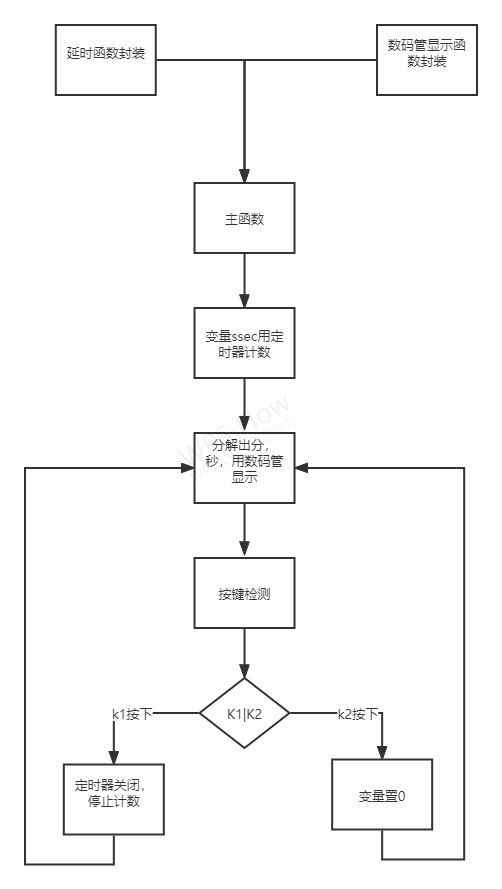 延时函数封装
数码管显示函
数封装
主函数
变量ssec用定
时器计数
WPS Flow
分解出分，
秒，用数码管
显示
按键检测
k1按下
K1|K2
k2按下
定时器关闭，
停止计数
变量置0